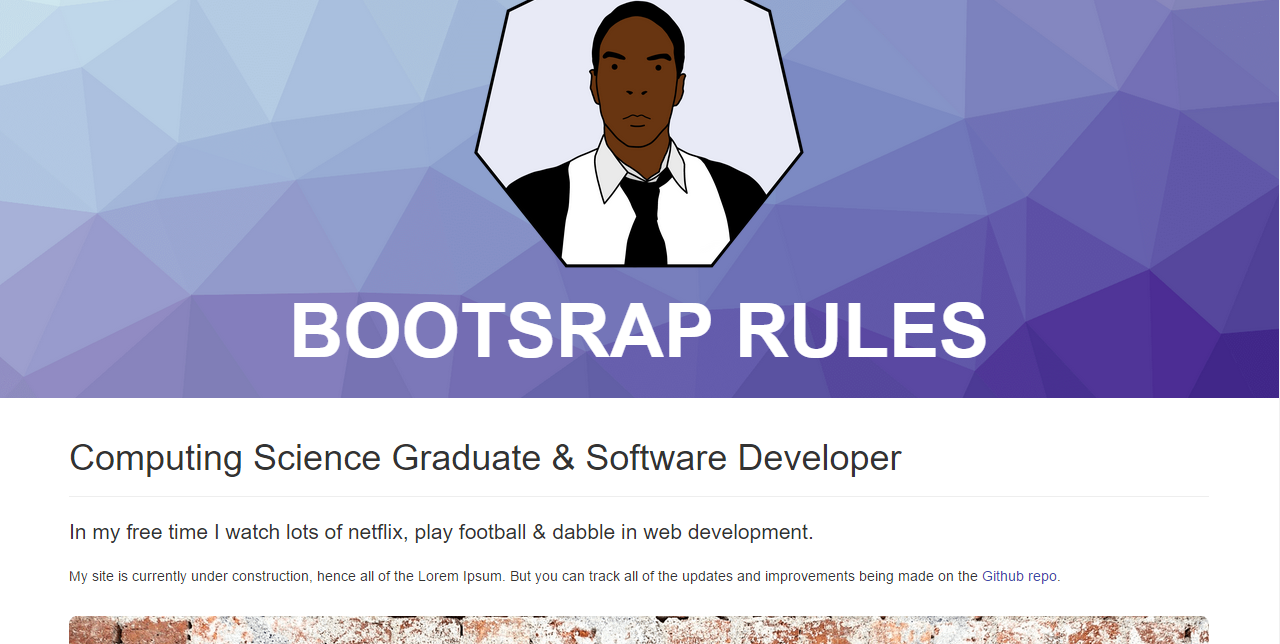 BOOTSRAP RULES
Computing Science Graduate & Software Developer
In my free time I watch lots of netflix, play football & dabble in web development.
My site is currently under construction, hence all of the Lorem Ipsum. But you can track all of the updates and improvements being made on the Github repo.